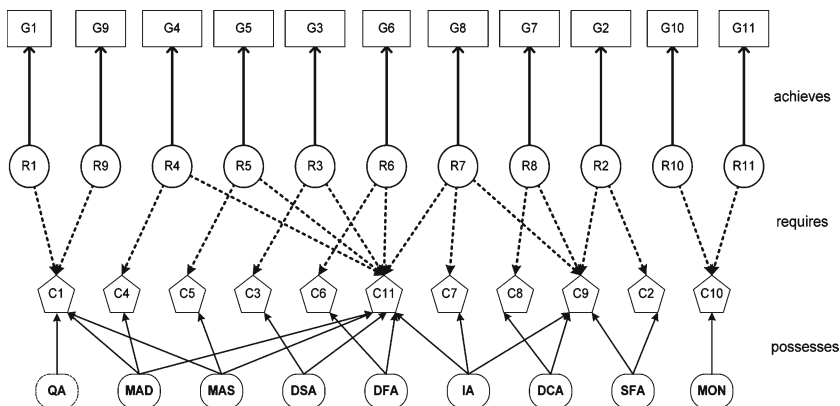 G1 G9 G4 G5 G3 G6 G8 G7 G2 G10 G11
achieves
R1 R9 R4 R5 R3 R6 R7 R8 R2 R10 R11
requires
C1 C4 C5 C3 C6 C11 C7 C8 C9 C2 C10
possesses
QA MAD MAS DSA DFA IA DCA SFA MON